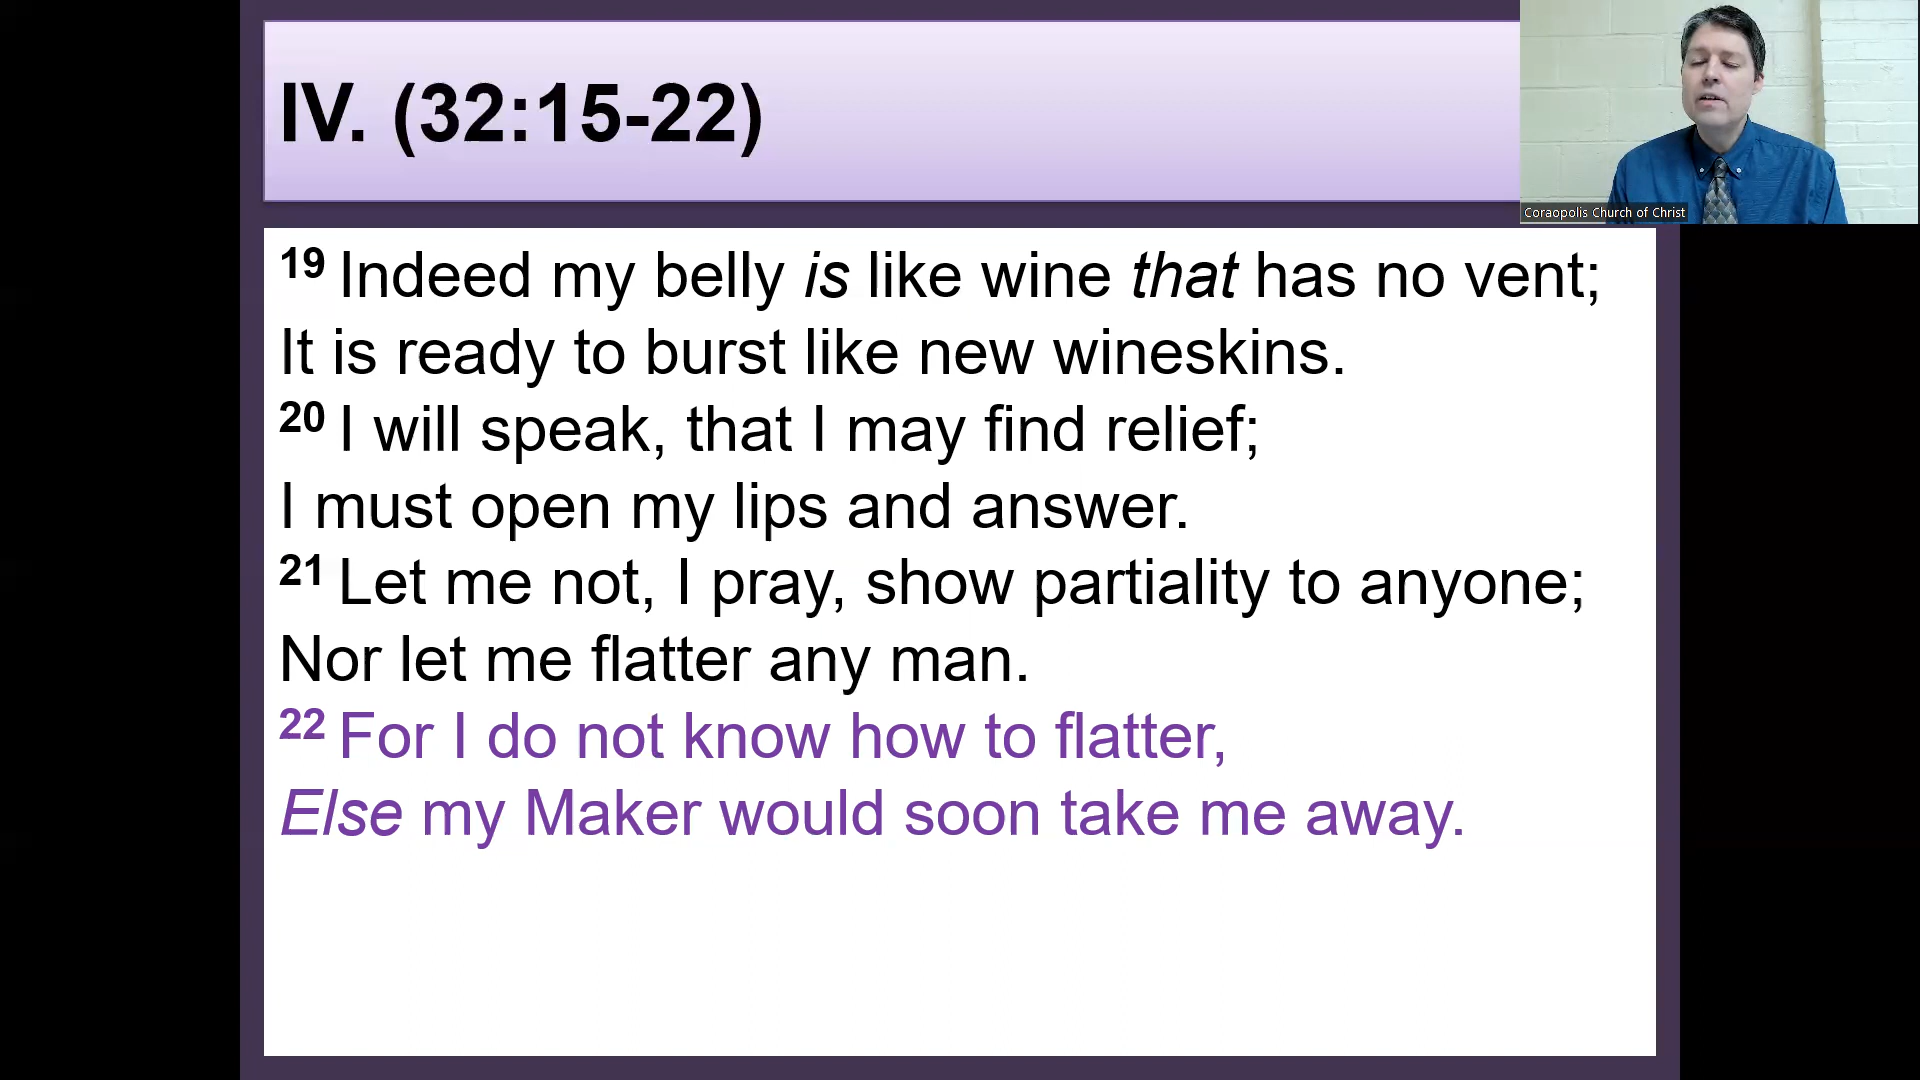 IV. (32:15-22)
Coraopolis Church of Christ
19 Indeed my belly is like wine that has no vent;
It is ready to burst like new wineskins.
20 I will speak, that I may find relief;
I must open my lips and answer.
21 Let me not, I pray, show partiality to anyone;
Nor let me flatter any man.
22 For I do not know how to flatter,
Else my Maker would soon take me away.